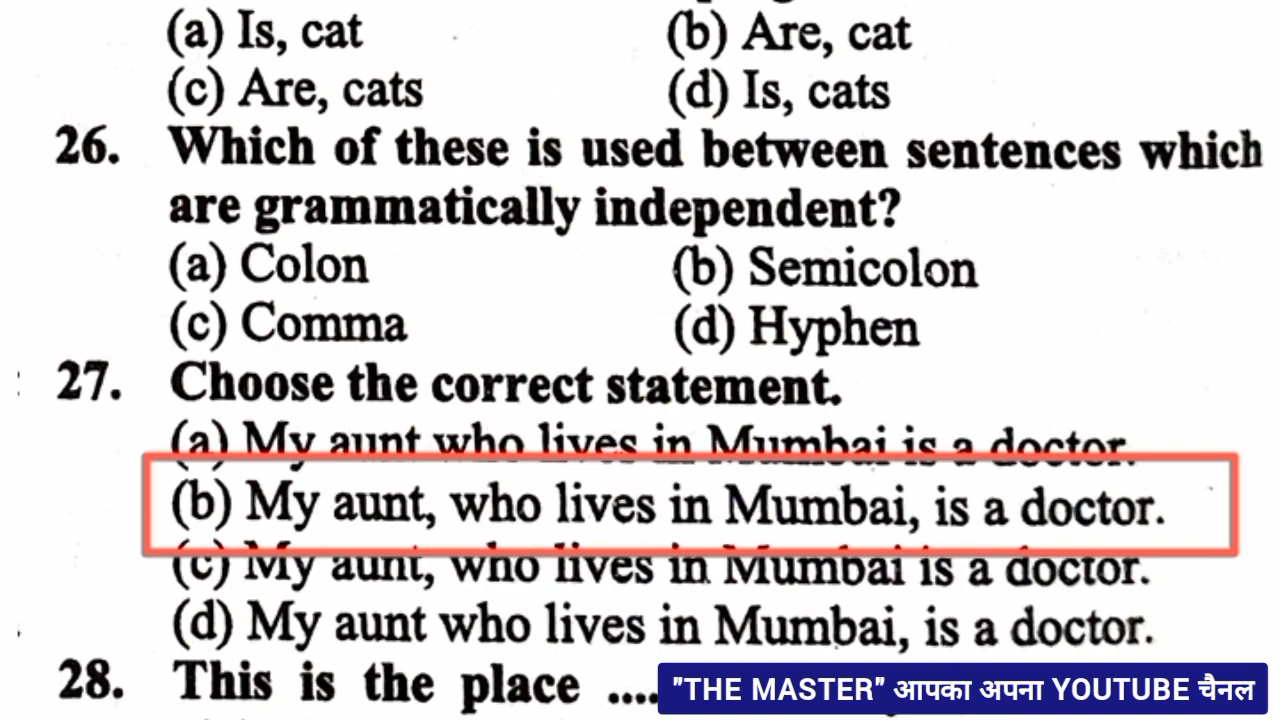 (a) Is, cat (b) Are, cat
(c) Are, cats (d) Is, cats
26. Which of these is used between sentences which
are grammatically independent?
(a) Colon (b) Semicolon
(c) Comma (d) Hyphen
27. Choose the correct statement.
(a) My aunt who lives in Mumbai is a doctor.
(b) My aunt, who lives in Mumbai, is a doctor.
(c) My aunt, who lives in Mumbai is a doctor.
(d) My aunt who lives in Mumbai, is a doctor.
28. This is the place ....
"THE MASTER" आपका अपना YOUTUBE चैनल